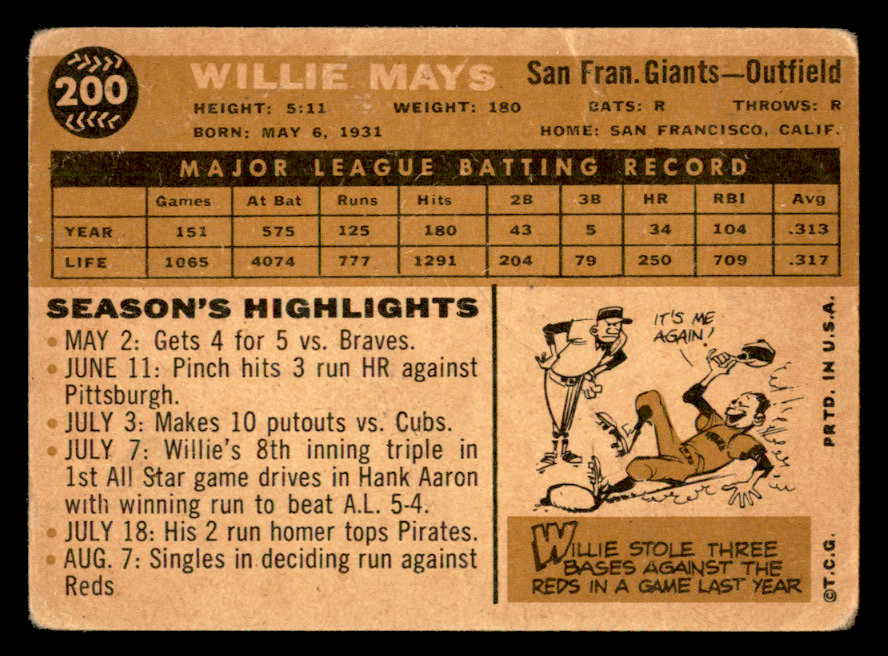 200
WILLIE MAYS San Fran. Giants—Outfield
HEIGHT: 5:11 WEIGHT: 180 BATS: R THROWS: R
BORN: MAY 6, 1931 HOME: SAN FRANCISCO, CALIF.
MAJOR LEAGUE BATTING RECORD
Games At Bat Runs Hits 2B 3B HR RBI Avg
YEAR 151 575 125 180 43 5 34 104 .313
LIFE 1065 4074 777 1291 204 79 250 709 .317
SEASON'S HIGHLIGHTS
• MAY 2: Gets 4 for 5 vs. Braves.
• JUNE 11: Pinch hits 3 run HR against
Pittsburgh.
• JULY 3: Makes 10 putouts vs. Cubs.
• JULY 7: Willie's 8th inning triple in
1st All Star game drives in Hank Aaron
with winning run to beat A.L. 5-4.
• JULY 18: His 2 run homer tops Pirates.
• AUG. 7: Singles in deciding run against
Reds
IT'S ME
AGAIN!
WILLIE STOLE THREE
BASES AGAINST THE
REDS IN A GAME LAST YEAR
©T.C.G. PRTD. IN U.S.A.